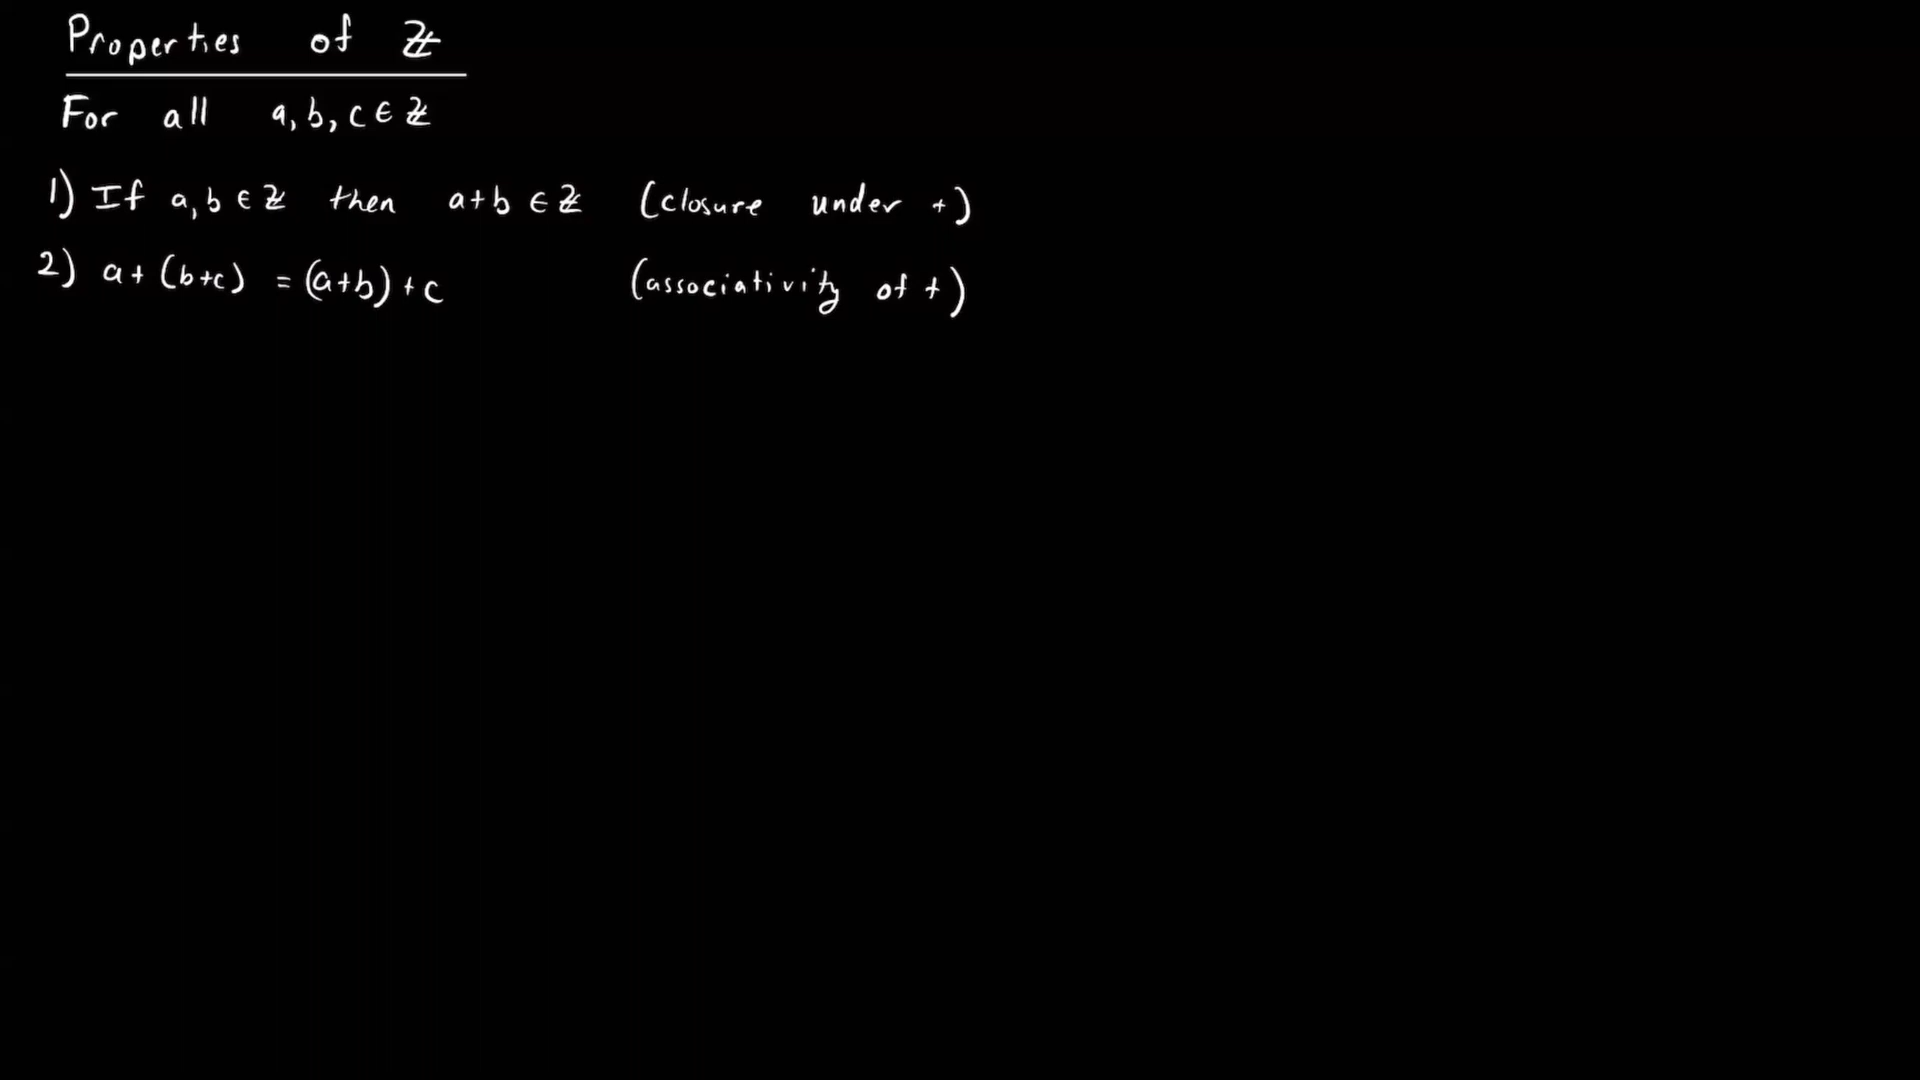 Properties of ℤ
For all a, b, c ∈ ℤ
1) If a, b ∈ ℤ then a+b ∈ ℤ (closure under +)
2) a + (b+c) = (a+b) + c (associativity of +)